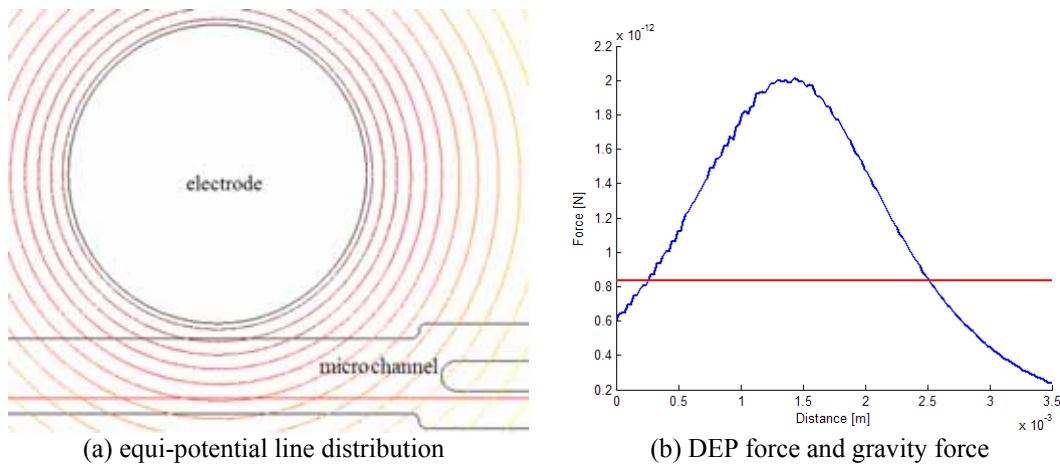 electrode
microchannel
(a) equi-potential line distribution
x 10^-12
2.2
2
1.8
1.6
1.4
1.2
1
0.8
0.6
0.4
0.2
Force [N]
0
0.5
1
1.5
2
2.5
3
3.5
Distance [m]
x 10^-3
(b) DEP force and gravity force